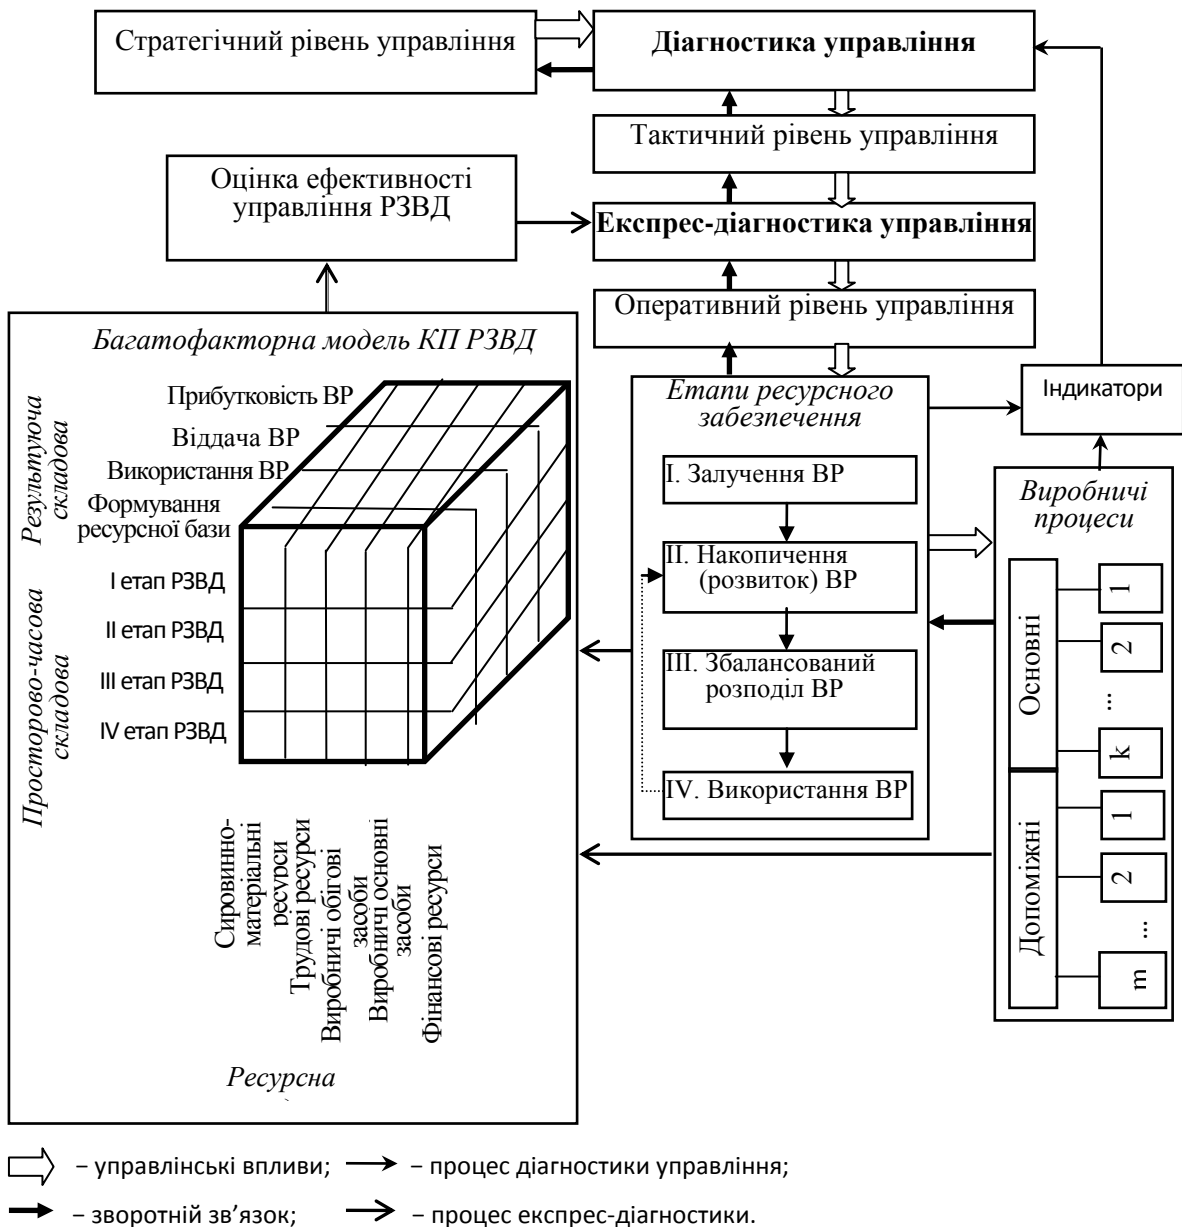 Стратегічний рівень управління
Діагностика управління
Тактичний рівень управління
Оцінка ефективності
управління РЗВД
Експрес-діагностика управління
Оперативний рівень управління
Багатофакторна модель КП РЗВД
Результуюча
складова
Прибутковість ВР
Віддача ВР
Використання ВР
Формування
ресурсної бази
Просторово-часова
складова
І етап РЗВД
ІІ етап РЗВД
ІІІ етап РЗВД
IV етап РЗВД
Сировинно-
матеріальні
ресурси
Трудові ресурси
Виробничі обігові
засоби
Виробничі основні
засоби
Фінансові ресурси
Ресурсна
Етапи ресурсного
забезпечення
І. Залучення ВР
ІІ. Накопичення
(розвиток) ВР
ІІІ. Збалансований
розподіл ВР
IV. Використання ВР
Індикатори
Виробничі
процеси
Основні
1
2
...
k
Допоміжні
1
2
...
m
– управлінські впливи;
– процес діагностики управління;
– зворотній зв’язок;
– процес експрес-діагностики.